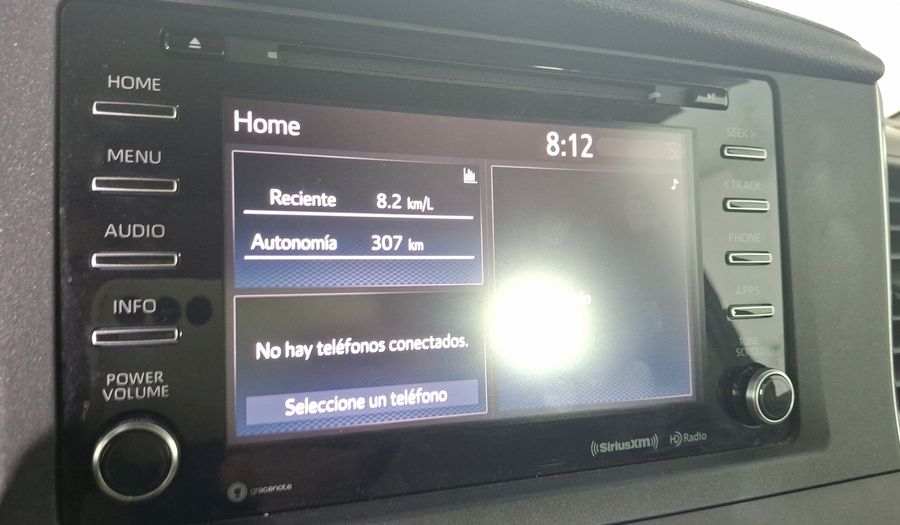 HOME
MENU
AUDIO
INFO
POWER
VOLUME
Home
8:12
Reciente 8.2 km/L
Autonomía 307 km
No hay teléfonos conectados.
Seleccione un teléfono
SEEK >
<TRACK
PHONE
APPS
TUNE
((SiriusXM))
HD Radio
gracenote